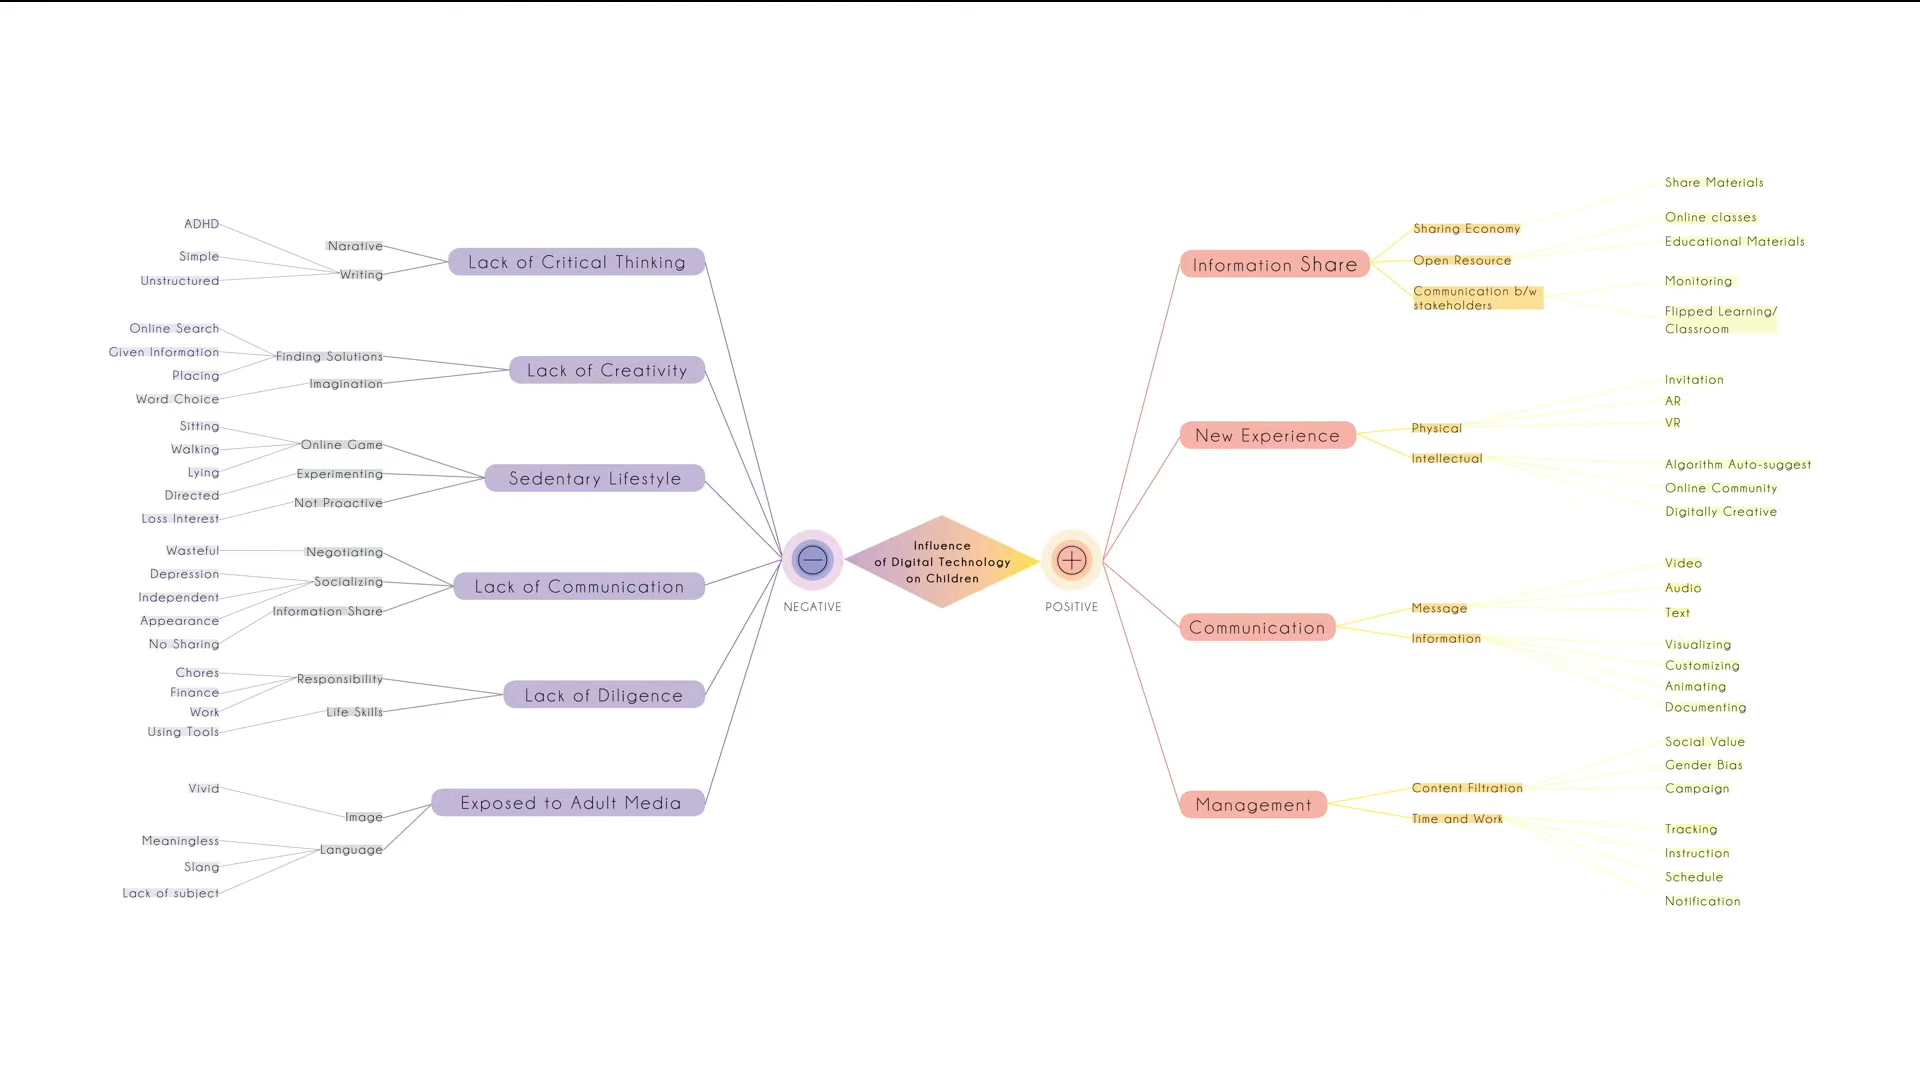 Influence
of Digital Technology
on Children
NEGATIVE
Lack of Critical Thinking
Narative
Writing
ADHD
Simple
Unstructured
Lack of Creativity
Finding Solutions
Online Search
Given Information
Placing
Imagination
Word Choice
Sedentary Lifestyle
Online Game
Sitting
Walking
Lying
Experimenting
Directed
Not Proactive
Loss Interest
Lack of Communication
Negotiating
Wasteful
Socializing
Depression
Independent
Appearance
Information Share
No Sharing
Lack of Diligence
Responsibility
Chores
Finance
Work
Life Skills
Using Tools
Exposed to Adult Media
Image
Vivid
Language
Meaningless
Slang
Lack of subject
POSITIVE
Information Share
Sharing Economy
Share Materials
Open Resource
Online classes
Educational Materials
Communication b/w
stakeholders
Monitoring
Flipped Learning/
Classroom
New Experience
Physical
Invitation
AR
VR
Intellectual
Algorithm Auto-suggest
Online Community
Digitally Creative
Communication
Message
Video
Audio
Text
Information
Visualizing
Customizing
Animating
Documenting
Management
Content Filtration
Social Value
Gender Bias
Campaign
Time and Work
Tracking
Instruction
Schedule
Notification